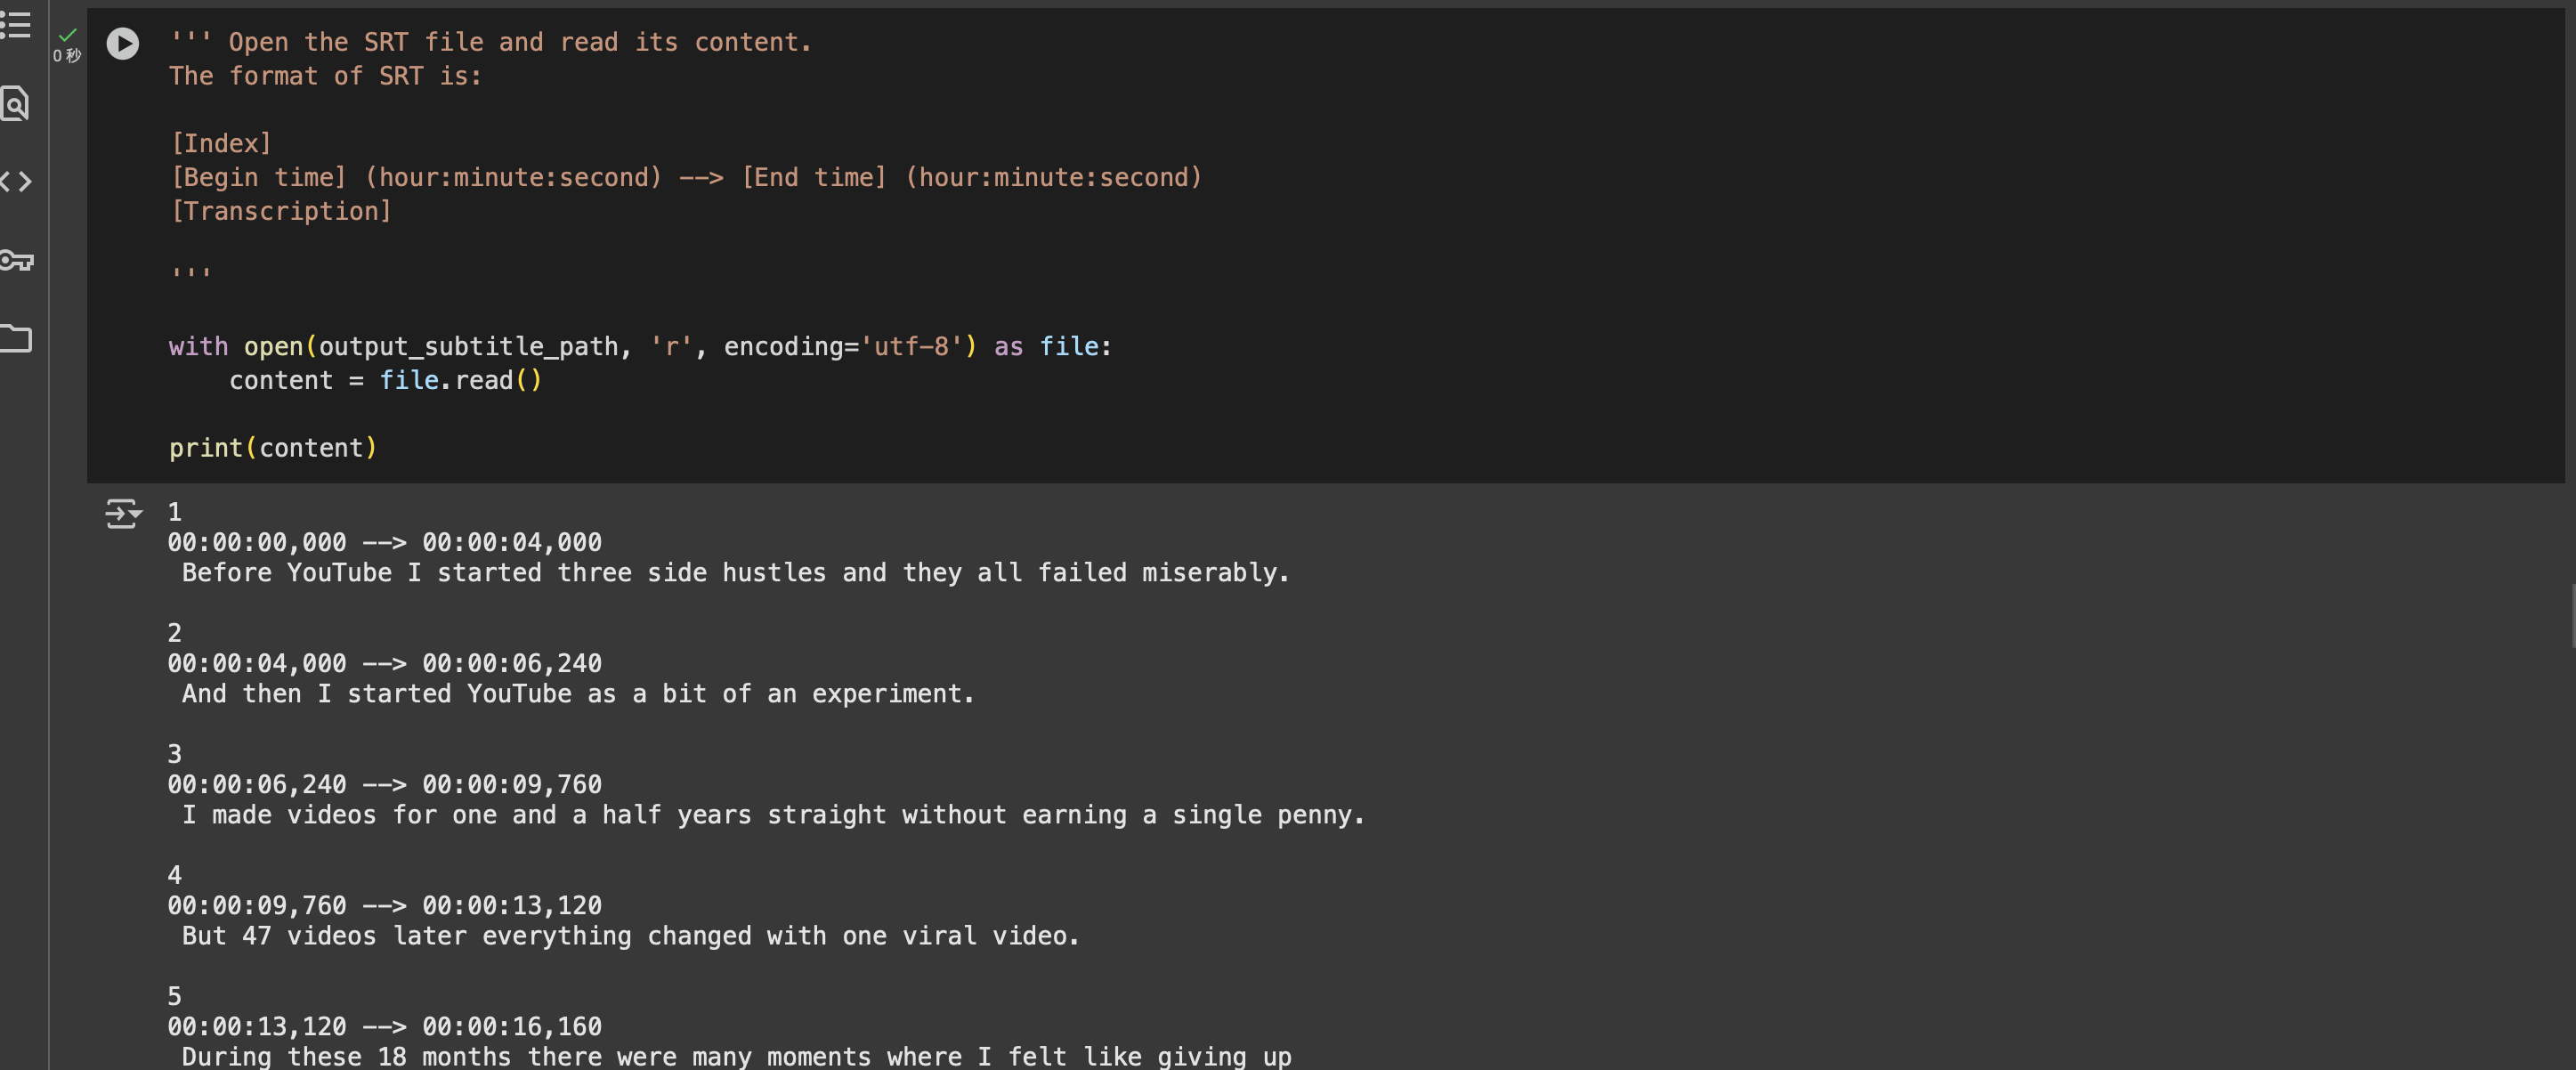 0 秒
''' Open the SRT file and read its content.
The format of SRT is:
[Index]
[Begin time] (hour:minute:second) --> [End time] (hour:minute:second)
[Transcription]
'''
with open(output_subtitle_path, 'r', encoding='utf-8') as file:
    content = file.read()
print(content)
1
00:00:00,000 --> 00:00:04,000
 Before YouTube I started three side hustles and they all failed miserably.
2
00:00:04,000 --> 00:00:06,240
 And then I started YouTube as a bit of an experiment.
3
00:00:06,240 --> 00:00:09,760
 I made videos for one and a half years straight without earning a single penny.
4
00:00:09,760 --> 00:00:13,120
 But 47 videos later everything changed with one viral video.
5
00:00:13,120 --> 00:00:16,160
 During these 18 months there were many moments where I felt like giving up